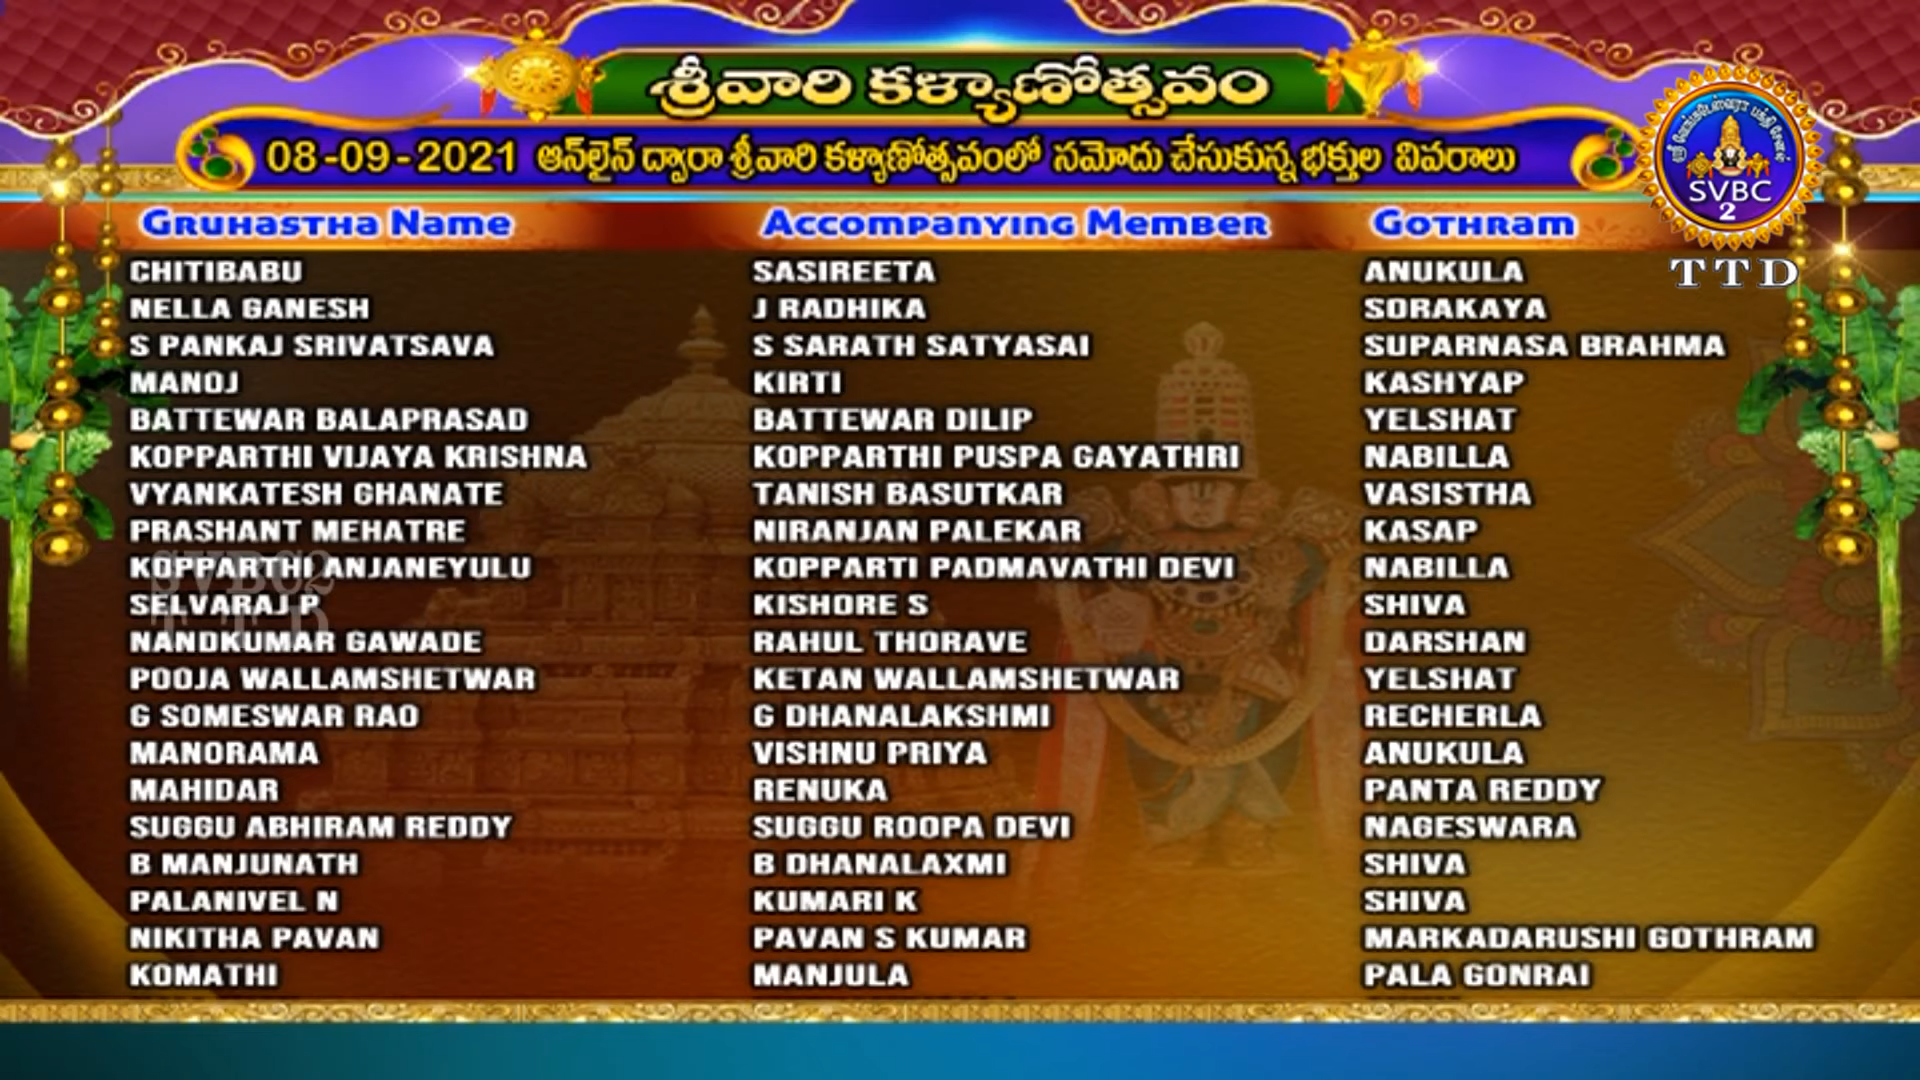 శ్రీవారి కళ్యాణోత్సవం
08-09-2021 ఆన్‌లైన్ ద్వారా శ్రీవారి కళ్యాణోత్సవంలో నమోదు చేసుకున్న భక్తుల వివరాలు
SVBC
2
TTD
Gruhastha Name Accompanying Member Gothram
CHITIBABU SASIREETA ANUKULA
NELLA GANESH J RADHIKA SORAKAYA
S PANKAJ SRIVATSAVA S SARATH SATYASAI SUPARNASA BRAHMA
MANOJ KIRTI KASHYAP
BATTEWAR BALAPRASAD BATTEWAR DILIP YELSHAT
KOPPARTHI VIJAYA KRISHNA KOPPARTHI PUSPA GAYATHRI NABILLA
VYANKATESH GHANATE TANISH BASUTKAR VASISTHA
PRASHANT MEHATRE NIRANJAN PALEKAR KASAP
KOPPARTHI ANJANEYULU KOPPARTI PADMAVATHI DEVI NABILLA
SELVARAJ P KISHORE S SHIVA
NANDKUMAR GAWADE RAHUL THORAVE DARSHAN
POOJA WALLAMSHETWAR KETAN WALLAMSHETWAR YELSHAT
G SOMESWAR RAO G DHANALAKSHMI RECHERLA
MANORAMA VISHNU PRIYA ANUKULA
MAHIDAR RENUKA PANTA REDDY
SUGGU ABHIRAM REDDY SUGGU ROOPA DEVI NAGESWARA
B MANJUNATH B DHANALAXMI SHIVA
PALANIVEL N KUMARI K SHIVA
NIKITHA PAVAN PAVAN S KUMAR MARKADARUSHI GOTHRAM
KOMATHI MANJULA PALA GONRAI
SVBC2
TTD